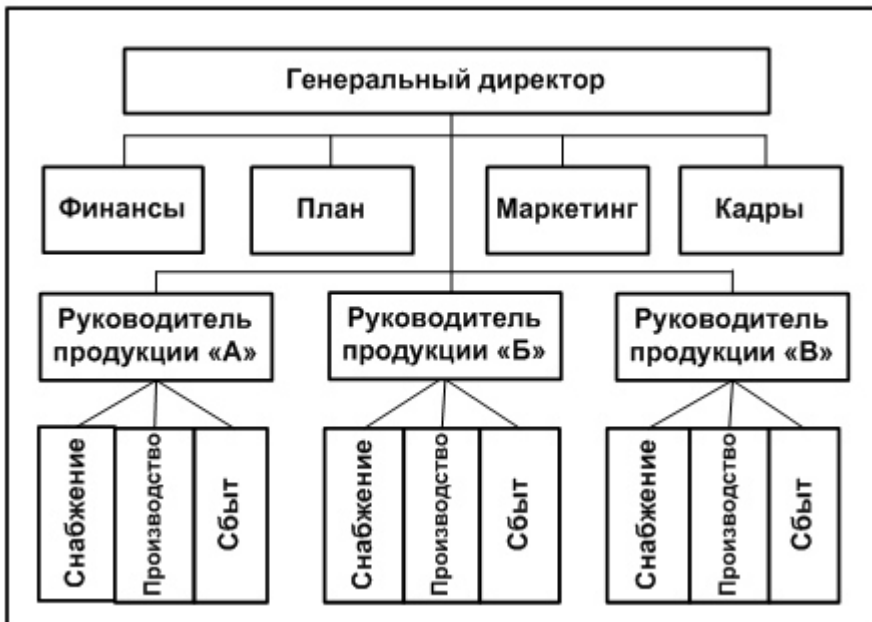 Генеральный директор
Финансы
План
Маркетинг
Кадры
Руководитель
продукции «А»
Руководитель
продукции «Б»
Руководитель
продукции «В»
Снабжение
Производство
Сбыт
Снабжение
Производство
Сбыт
Снабжение
Производство
Сбыт